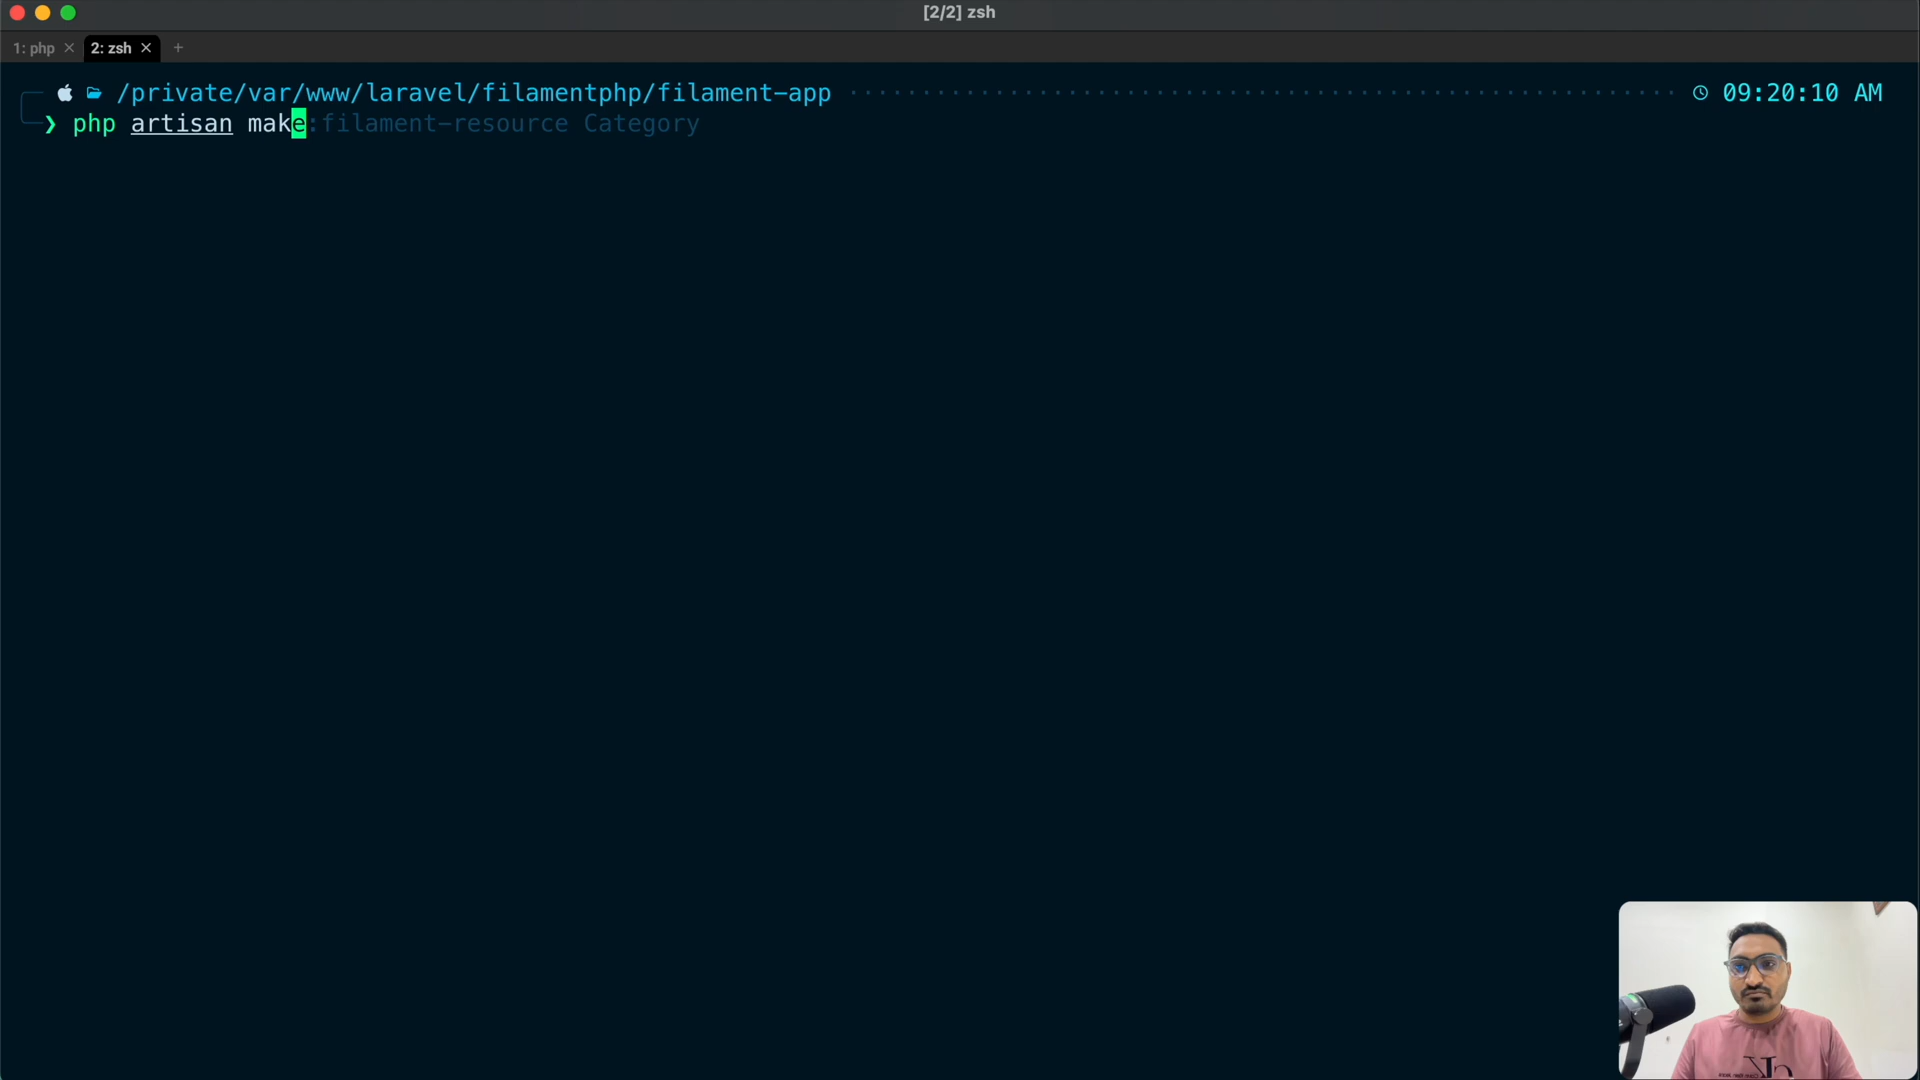 [2/2] zsh
1: php × 2: zsh × +
/private/var/www/laravel/filamentphp/filament-app 09:20:10 AM
❯ php artisan make:filament-resource Category
CK